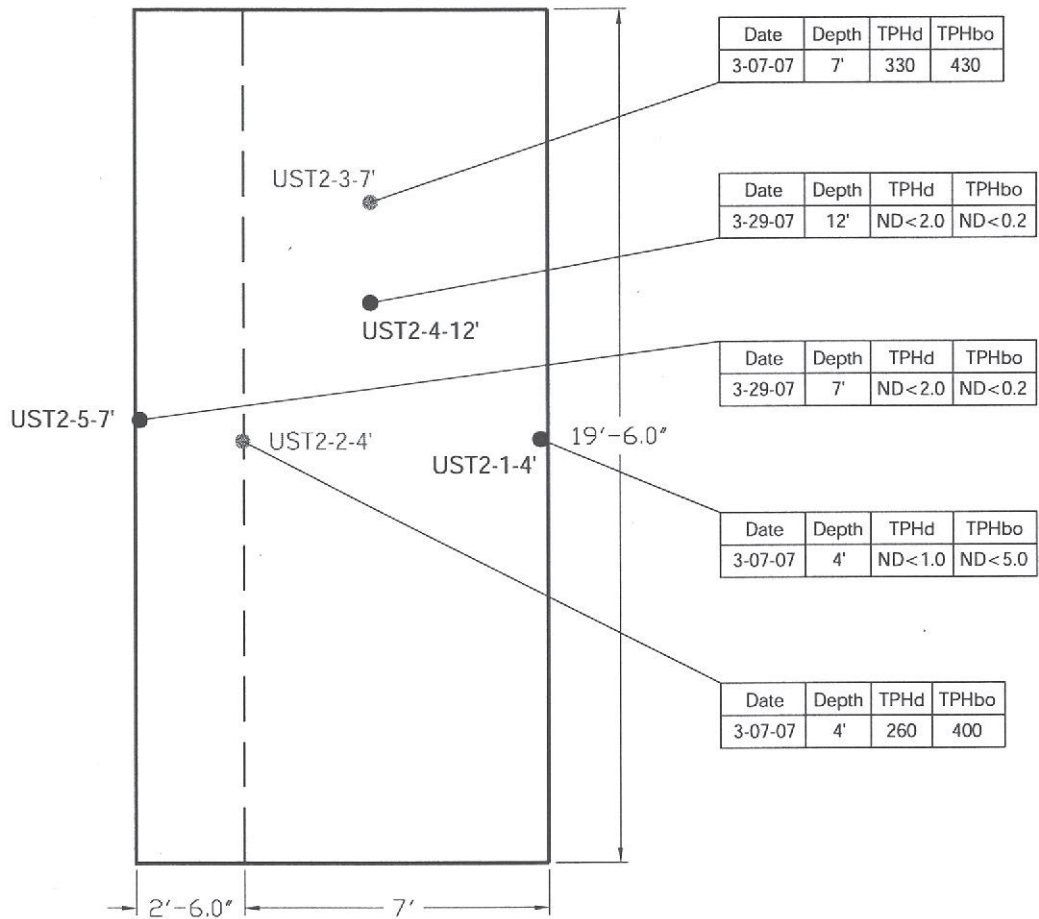 Date Depth TPHd TPHbo
3-07-07 7' 330 430
UST2-3-7'
Date Depth TPHd TPHbo
3-29-07 12' ND<2.0 ND<0.2
UST2-4-12'
Date Depth TPHd TPHbo
3-29-07 7' ND<2.0 ND<0.2
UST2-5-7'
UST2-2-4'
19'-6.0"
UST2-1-4'
Date Depth TPHd TPHbo
3-07-07 4' ND<1.0 ND<5.0
Date Depth TPHd TPHbo
3-07-07 4' 260 400
2'-6.0"
7'